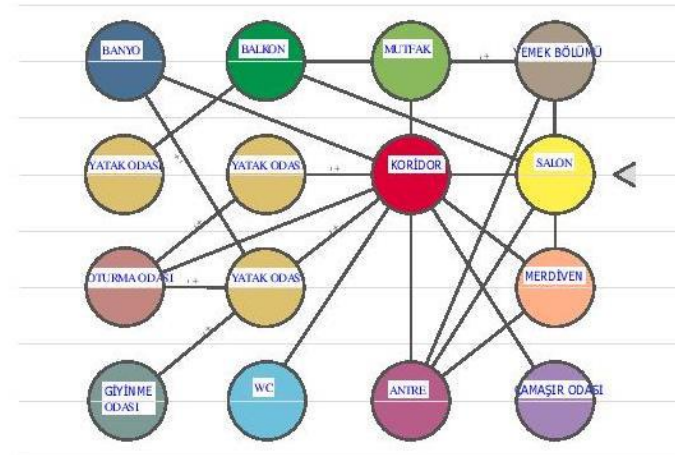 BANYO
BALKON
MUTFAK
YEMEK BÖLÜMÜ
YATAK ODASI
YATAK ODAS
KORİDOR
SALON
OTURMA ODASI
YATAK ODAS
MERDİVEN
GİYİNME
ODASI
WC
ANTRE
ÇAMAŞIR ODASI